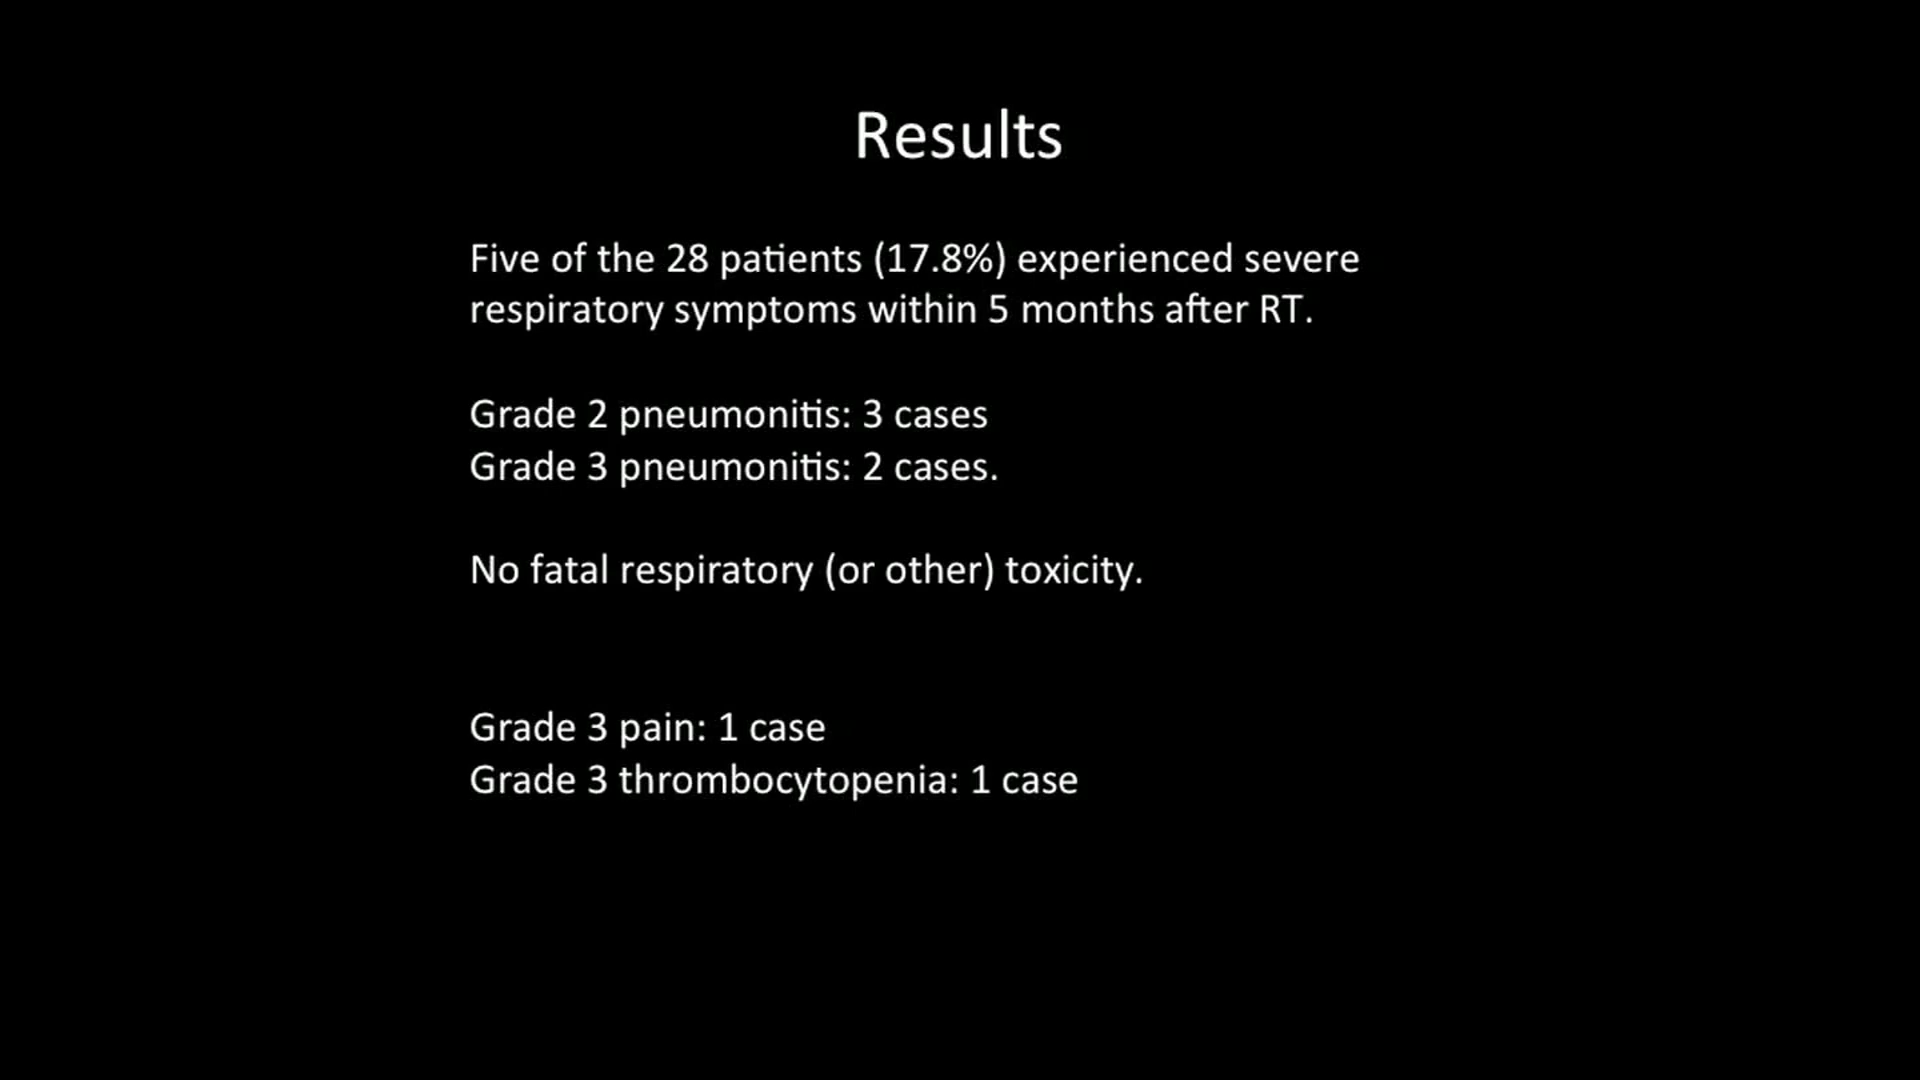 Results
Five of the 28 patients (17.8%) experienced severe
respiratory symptoms within 5 months after RT.
Grade 2 pneumonitis: 3 cases
Grade 3 pneumonitis: 2 cases.
No fatal respiratory (or other) toxicity.
Grade 3 pain: 1 case
Grade 3 thrombocytopenia: 1 case